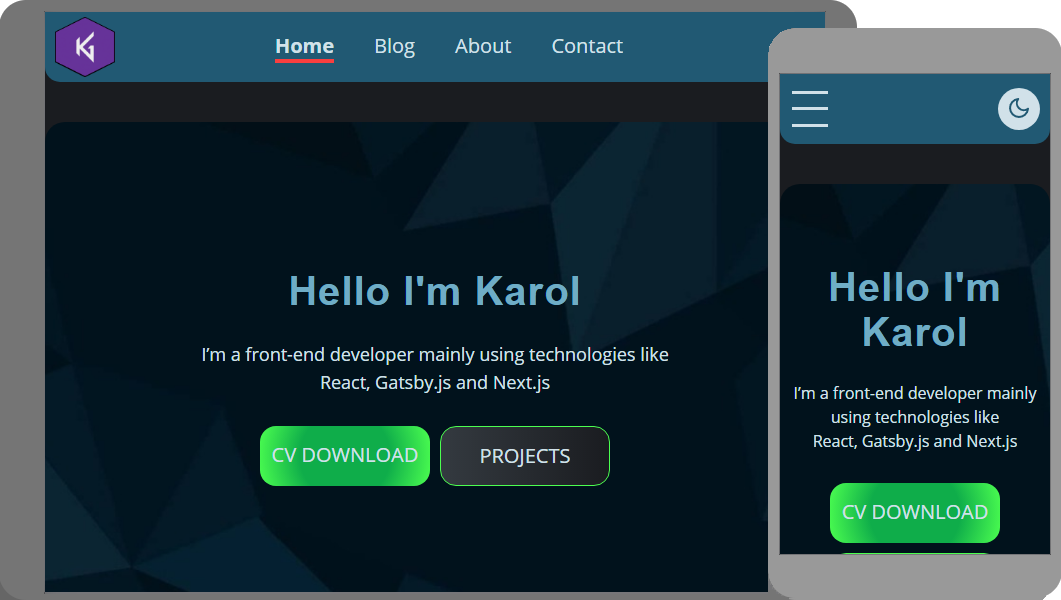 Home Blog About Contact
Hello I'm Karol
I’m a front-end developer mainly using technologies like
React, Gatsby.js and Next.js
CV DOWNLOAD PROJECTS
Hello I'm
Karol
I’m a front-end developer mainly
using technologies like
React, Gatsby.js and Next.js
CV DOWNLOAD